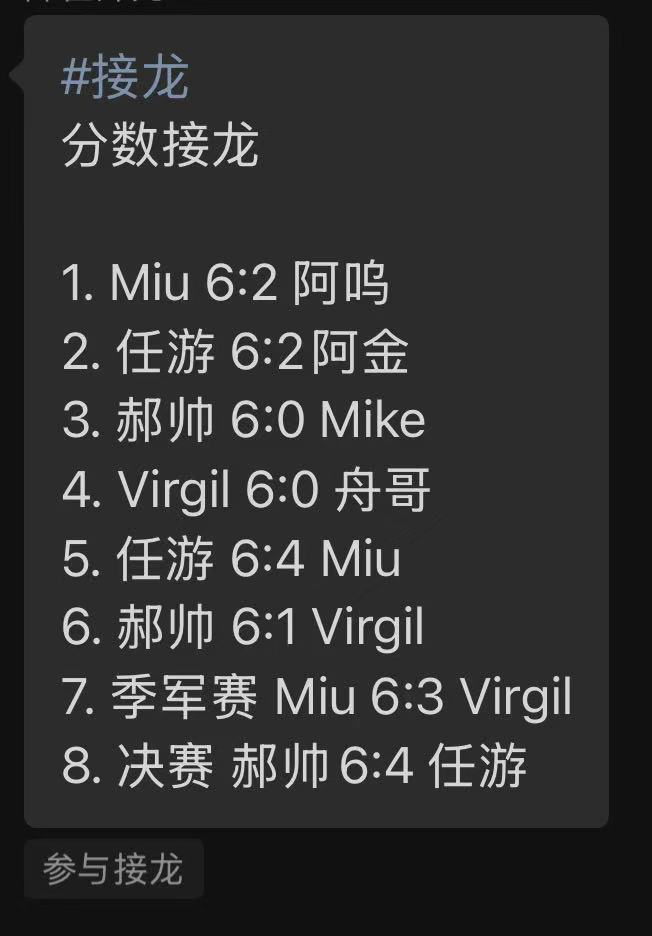 #接龙
分数接龙
1. Miu 6:2 阿呜
2. 任游 6:2阿金
3. 郝帅 6:0 Mike
4. Virgil 6:0 舟哥
5. 任游 6:4 Miu
6. 郝帅 6:1 Virgil
7. 季军赛 Miu 6:3 Virgil
8. 决赛 郝帅6:4 任游
参与接龙